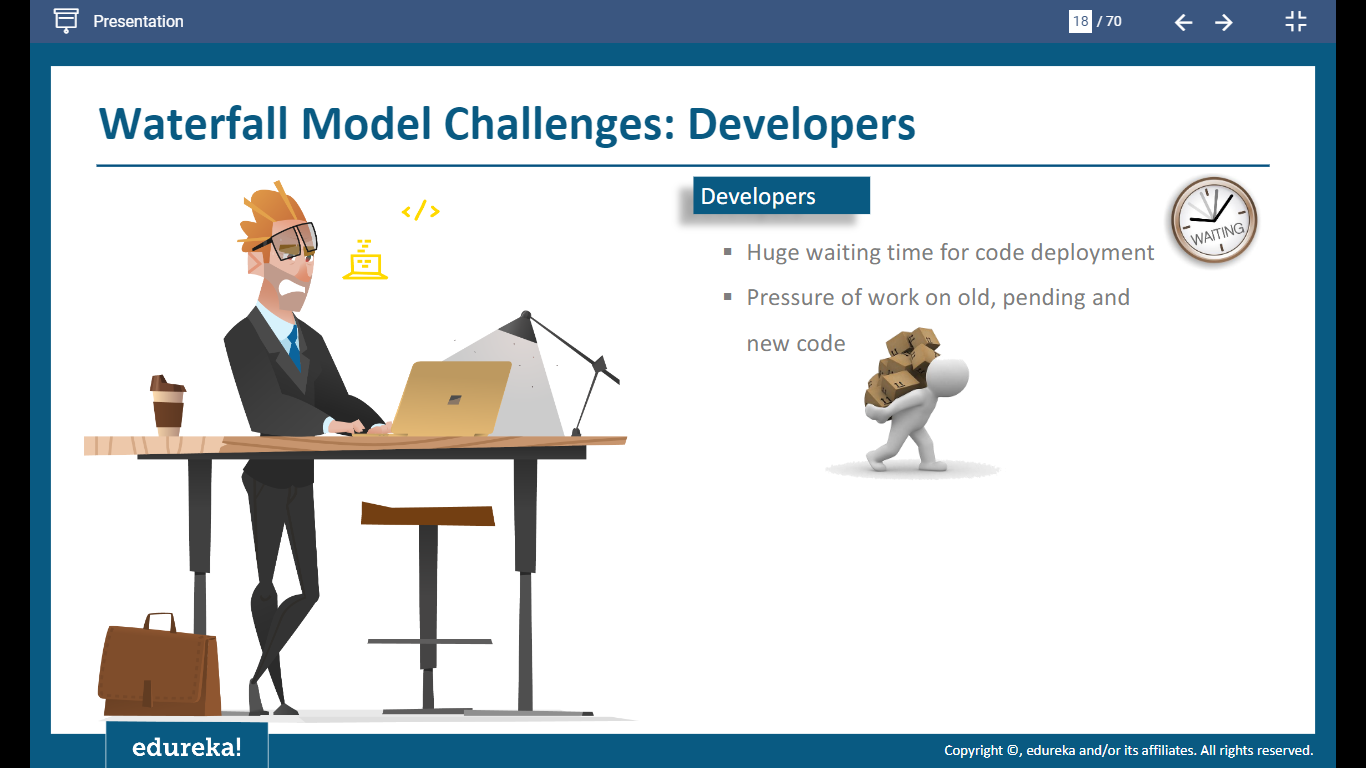 Presentation
18 / 70
Waterfall Model Challenges: Developers
</>
Developers
WAITING
▪ Huge waiting time for code deployment
▪ Pressure of work on old, pending and
new code
edureka!
Copyright ©, edureka and/or its affiliates. All rights reserved.